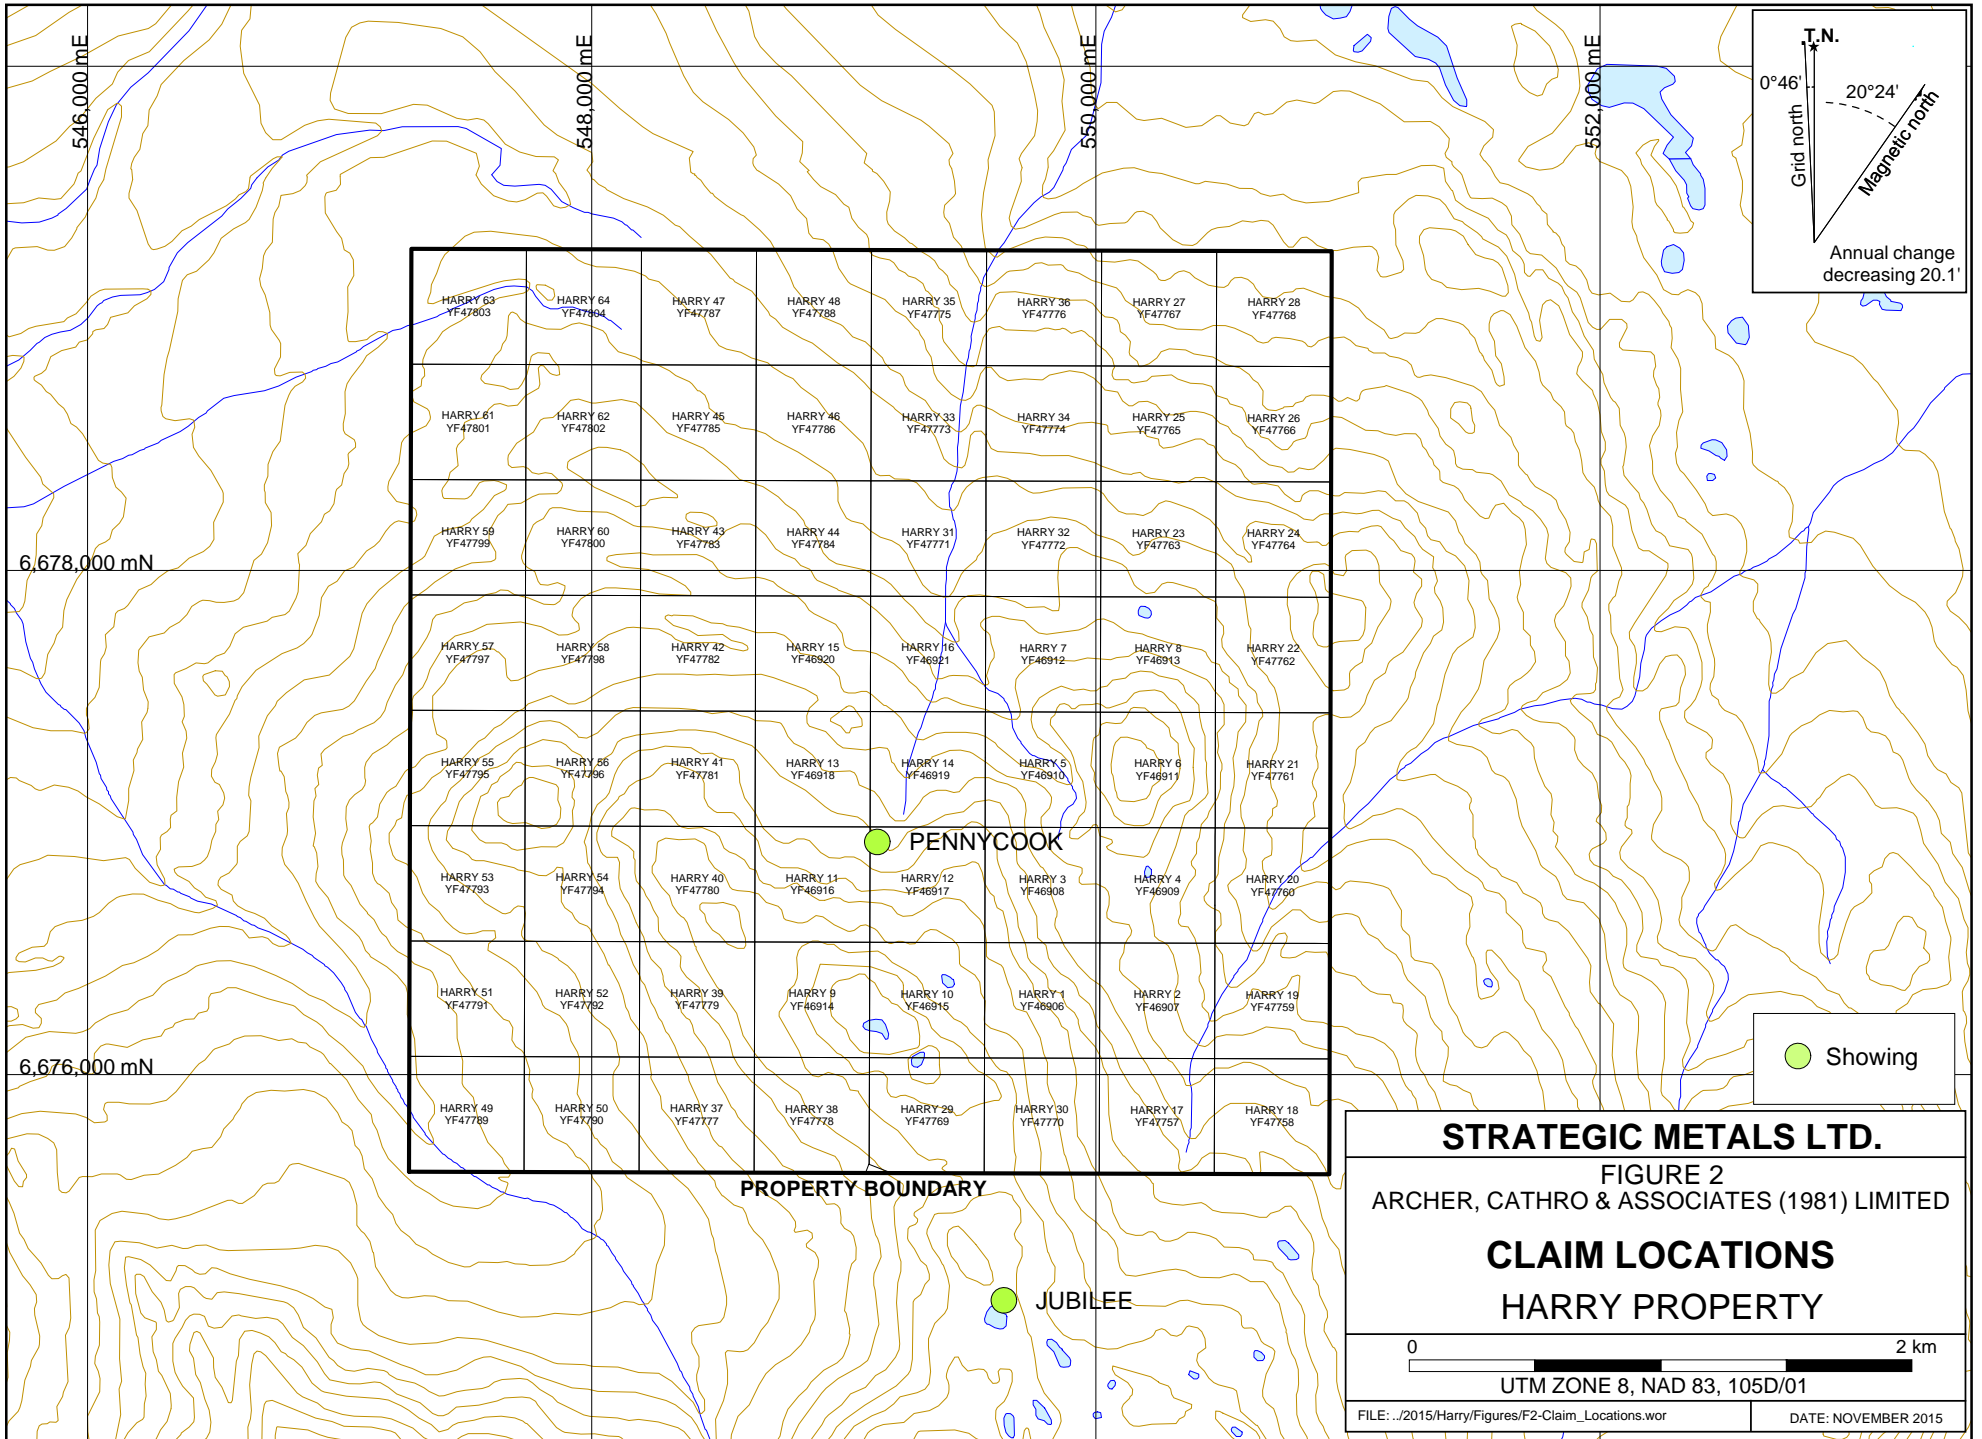 546,000 mE
548,000 mE
550,000 mE
552,000 mE
T.N.
0°46'
20°24'
Grid north
Magnetic north
Annual change
decreasing 20.1'
HARRY 63
YF47803
HARRY 64
YF47804
HARRY 47
YF47787
HARRY 48
YF47788
HARRY 35
YF47775
HARRY 36
YF47776
HARRY 27
YF47767
HARRY 28
YF47768
HARRY 61
YF47801
HARRY 62
YF47802
HARRY 45
YF47785
HARRY 46
YF47786
HARRY 33
YF47773
HARRY 34
YF47774
HARRY 25
YF47765
HARRY 26
YF47766
HARRY 59
YF47799
HARRY 60
YF47800
HARRY 43
YF47783
HARRY 44
YF47784
HARRY 31
YF47771
HARRY 32
YF47772
HARRY 23
YF47763
HARRY 24
YF47764
6,678,000 mN
HARRY 57
YF47797
HARRY 58
YF47798
HARRY 42
YF47782
HARRY 15
YF46920
HARRY 16
YF46921
HARRY 7
YF46912
HARRY 8
YF46913
HARRY 22
YF47762
HARRY 55
YF47795
HARRY 56
YF47796
HARRY 41
YF47781
HARRY 13
YF46918
HARRY 14
YF46919
HARRY 5
YF46910
HARRY 6
YF46911
HARRY 21
YF47761
PENNYCOOK
HARRY 53
YF47793
HARRY 54
YF47794
HARRY 40
YF47780
HARRY 11
YF46916
HARRY 12
YF46917
HARRY 3
YF46908
HARRY 4
YF46909
HARRY 20
YF47760
HARRY 51
YF47791
HARRY 52
YF47792
HARRY 39
YF47779
HARRY 9
YF46914
HARRY 10
YF46915
HARRY 1
YF46906
HARRY 2
YF46907
HARRY 19
YF47759
6,676,000 mN
HARRY 49
YF47789
HARRY 50
YF47790
HARRY 37
YF47777
HARRY 38
YF47778
HARRY 29
YF47769
HARRY 30
YF47770
HARRY 17
YF47757
HARRY 18
YF47758
PROPERTY BOUNDARY
JUBILEE
Showing
STRATEGIC METALS LTD.
FIGURE 2
ARCHER, CATHRO & ASSOCIATES (1981) LIMITED
CLAIM LOCATIONS
HARRY PROPERTY
0 2 km
UTM ZONE 8, NAD 83, 105D/01
FILE: ../2015/Harry/Figures/F2-Claim_Locations.wor
DATE: NOVEMBER 2015